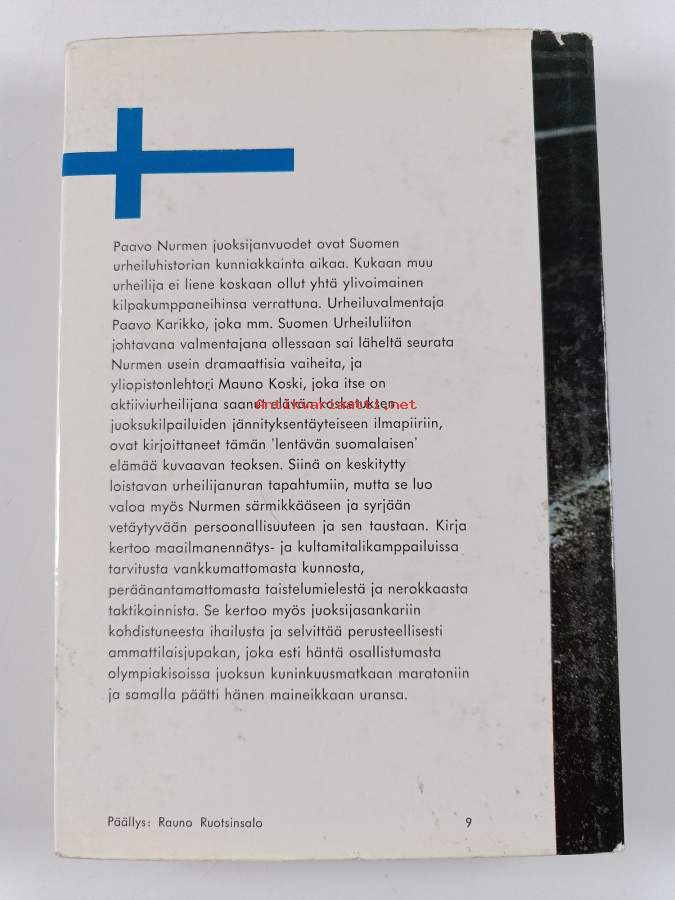 Paavo Nurmen juoksijanvuodet ovat Suomen
urheiluhistorian kunniakkainta aikaa. Kukaan muu
urheilija ei liene koskaan ollut yhtä ylivoimainen
kilpakumppaneihinsa verrattuna. Urheiluvalmentaja
Paavo Karikko, joka mm. Suomen Urheiluliiton
johtavana valmentajana ollessaan sai läheltä seurata
Nurmen usein dramaattisia vaiheita, ja
yliopistonlehtori Mauno Koski, joka itse on
aktiiviurheilijana saanut elävän kosketuksen
juoksukilpailuiden jännityksentäyteiseen ilmapiiriin,
ovat kirjoittaneet tämän 'lentävän suomalaisen'
elämää kuvaavan teoksen. Siinä on keskitytty
loistavan urheilijanuran tapahtumiin, mutta se luo
valoa myös Nurmen särmikkääseen ja syrjään
vetäytyvään persoonallisuuteen ja sen taustaan. Kirja
kertoo maailmanennätys- ja kultamitalikamppailuissa
tarvitusta vankkumattomasta kunnosta,
peräänantamattomasta taistelumielestä ja nerokkaasta
taktikoinnista. Se kertoo myös juoksijasankariin
kohdistuneesta ihailusta ja selvittää perusteellisesti
ammattilaisjupakan, joka esti häntä osallistumasta
olympiakisoissa juoksun kuninkuusmatkaan maratoniin
ja samalla päätti hänen maineikkaan uransa.
Päällys: Rauno Ruotsinsalo 9